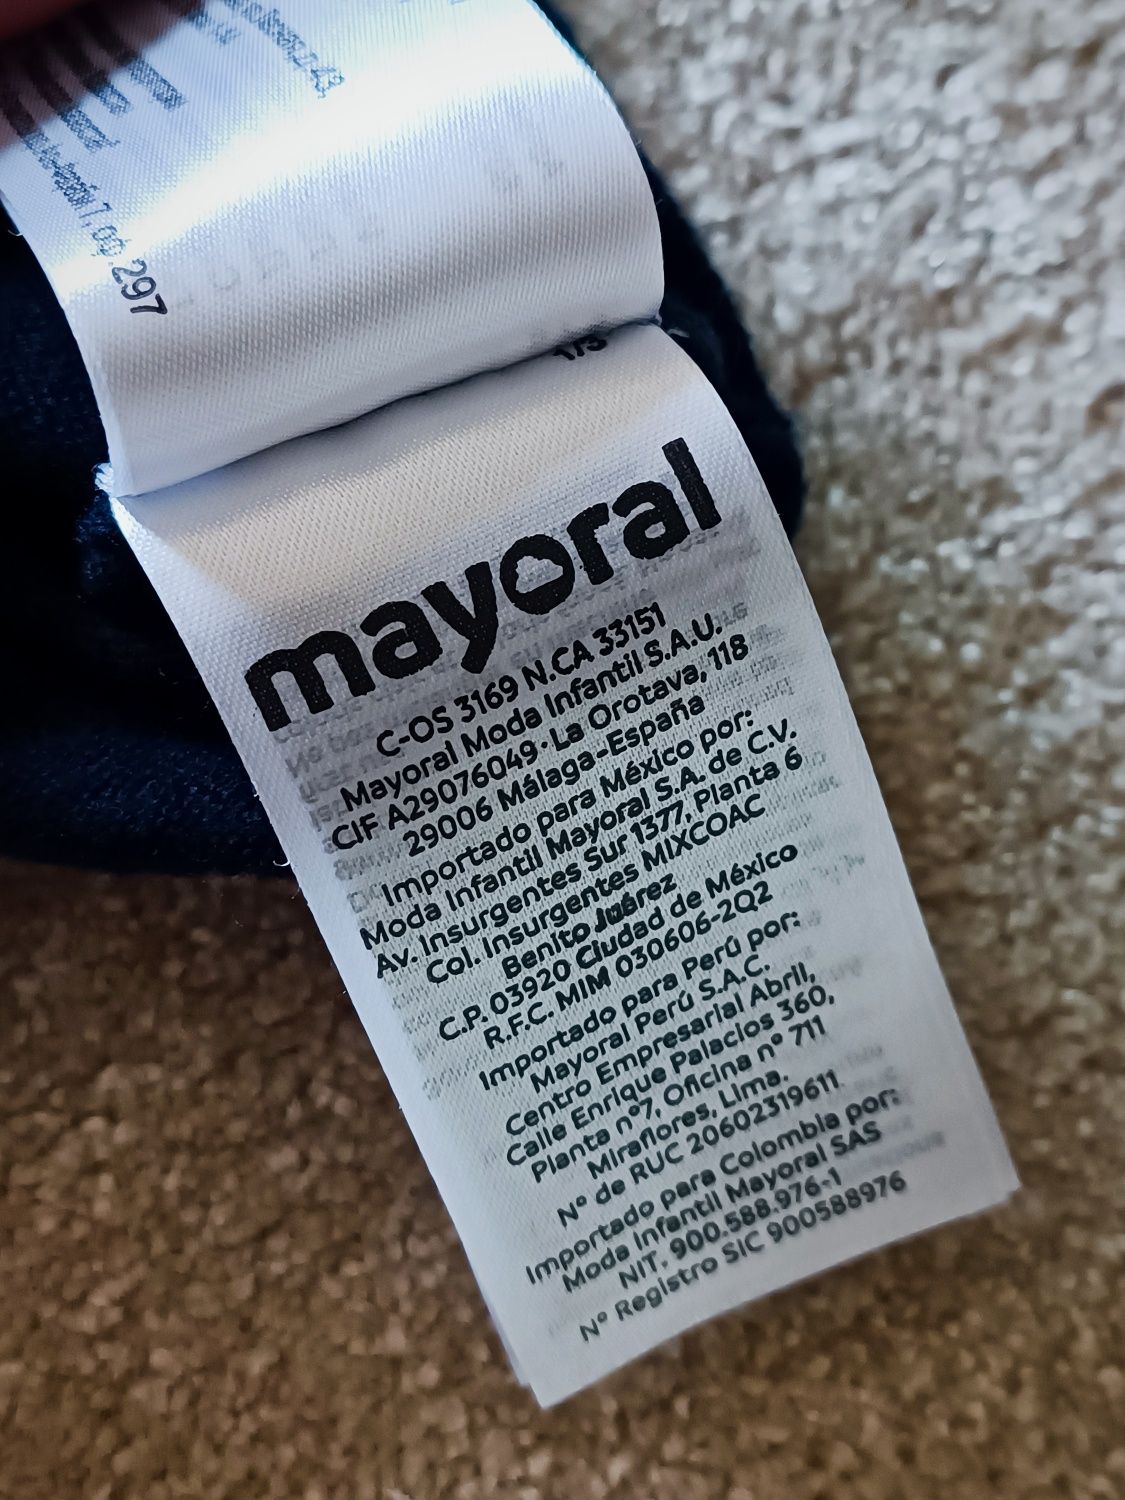 297
1/3
mayoral
C-OS 3169 N.CA 33151
Mayoral Moda Infantil S.A.U.
CIF A29076049 · La Orotava, 118
29006 Málaga-España
Importado para México por:
Moda Infantil Mayoral S.A. de C.V.
Av. Insurgentes Sur 1377, Planta 6
Col. Insurgentes MIXCOAC
Benito Juárez
C.P. 03920 Ciudad de México
R.F.C. MIM 030606-2Q2
Importado para Perú por:
Mayoral Perú S.A.C.
Centro Empresarial Abril,
Calle Enrique Palacios 360,
Planta nº7, Oficina nº 711
Miraflores, Lima.
Nº de RUC 20602319611
Importado para Colombia por:
Moda Infantil Mayoral SAS
NIT. 900.588.976-1
Nº Registro SIC 900588976